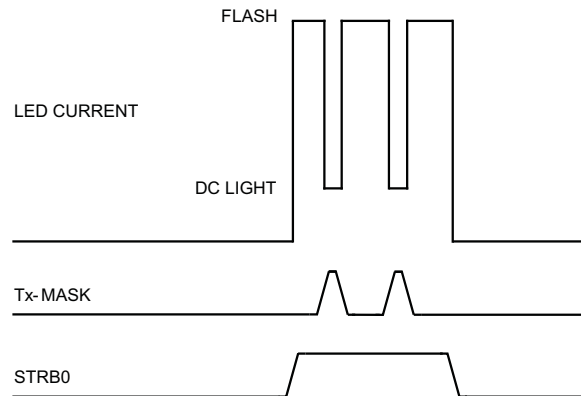 FLASH
LED CURRENT
DC LIGHT
Tx-MASK
STRB0